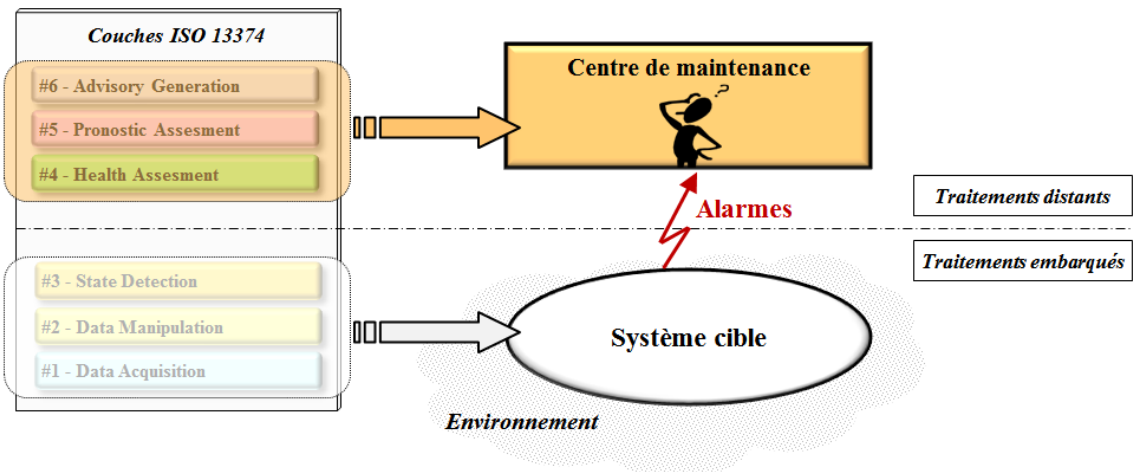 Couches ISO 13374
#6 - Advisory Generation
#5 - Pronostic Assesment
#4 - Health Assesment
#3 - State Detection
#2 - Data Manipulation
#1 - Data Acquisition
Centre de maintenance
?
Alarmes
Traitements distants
Traitements embarqués
Système cible
Environnement